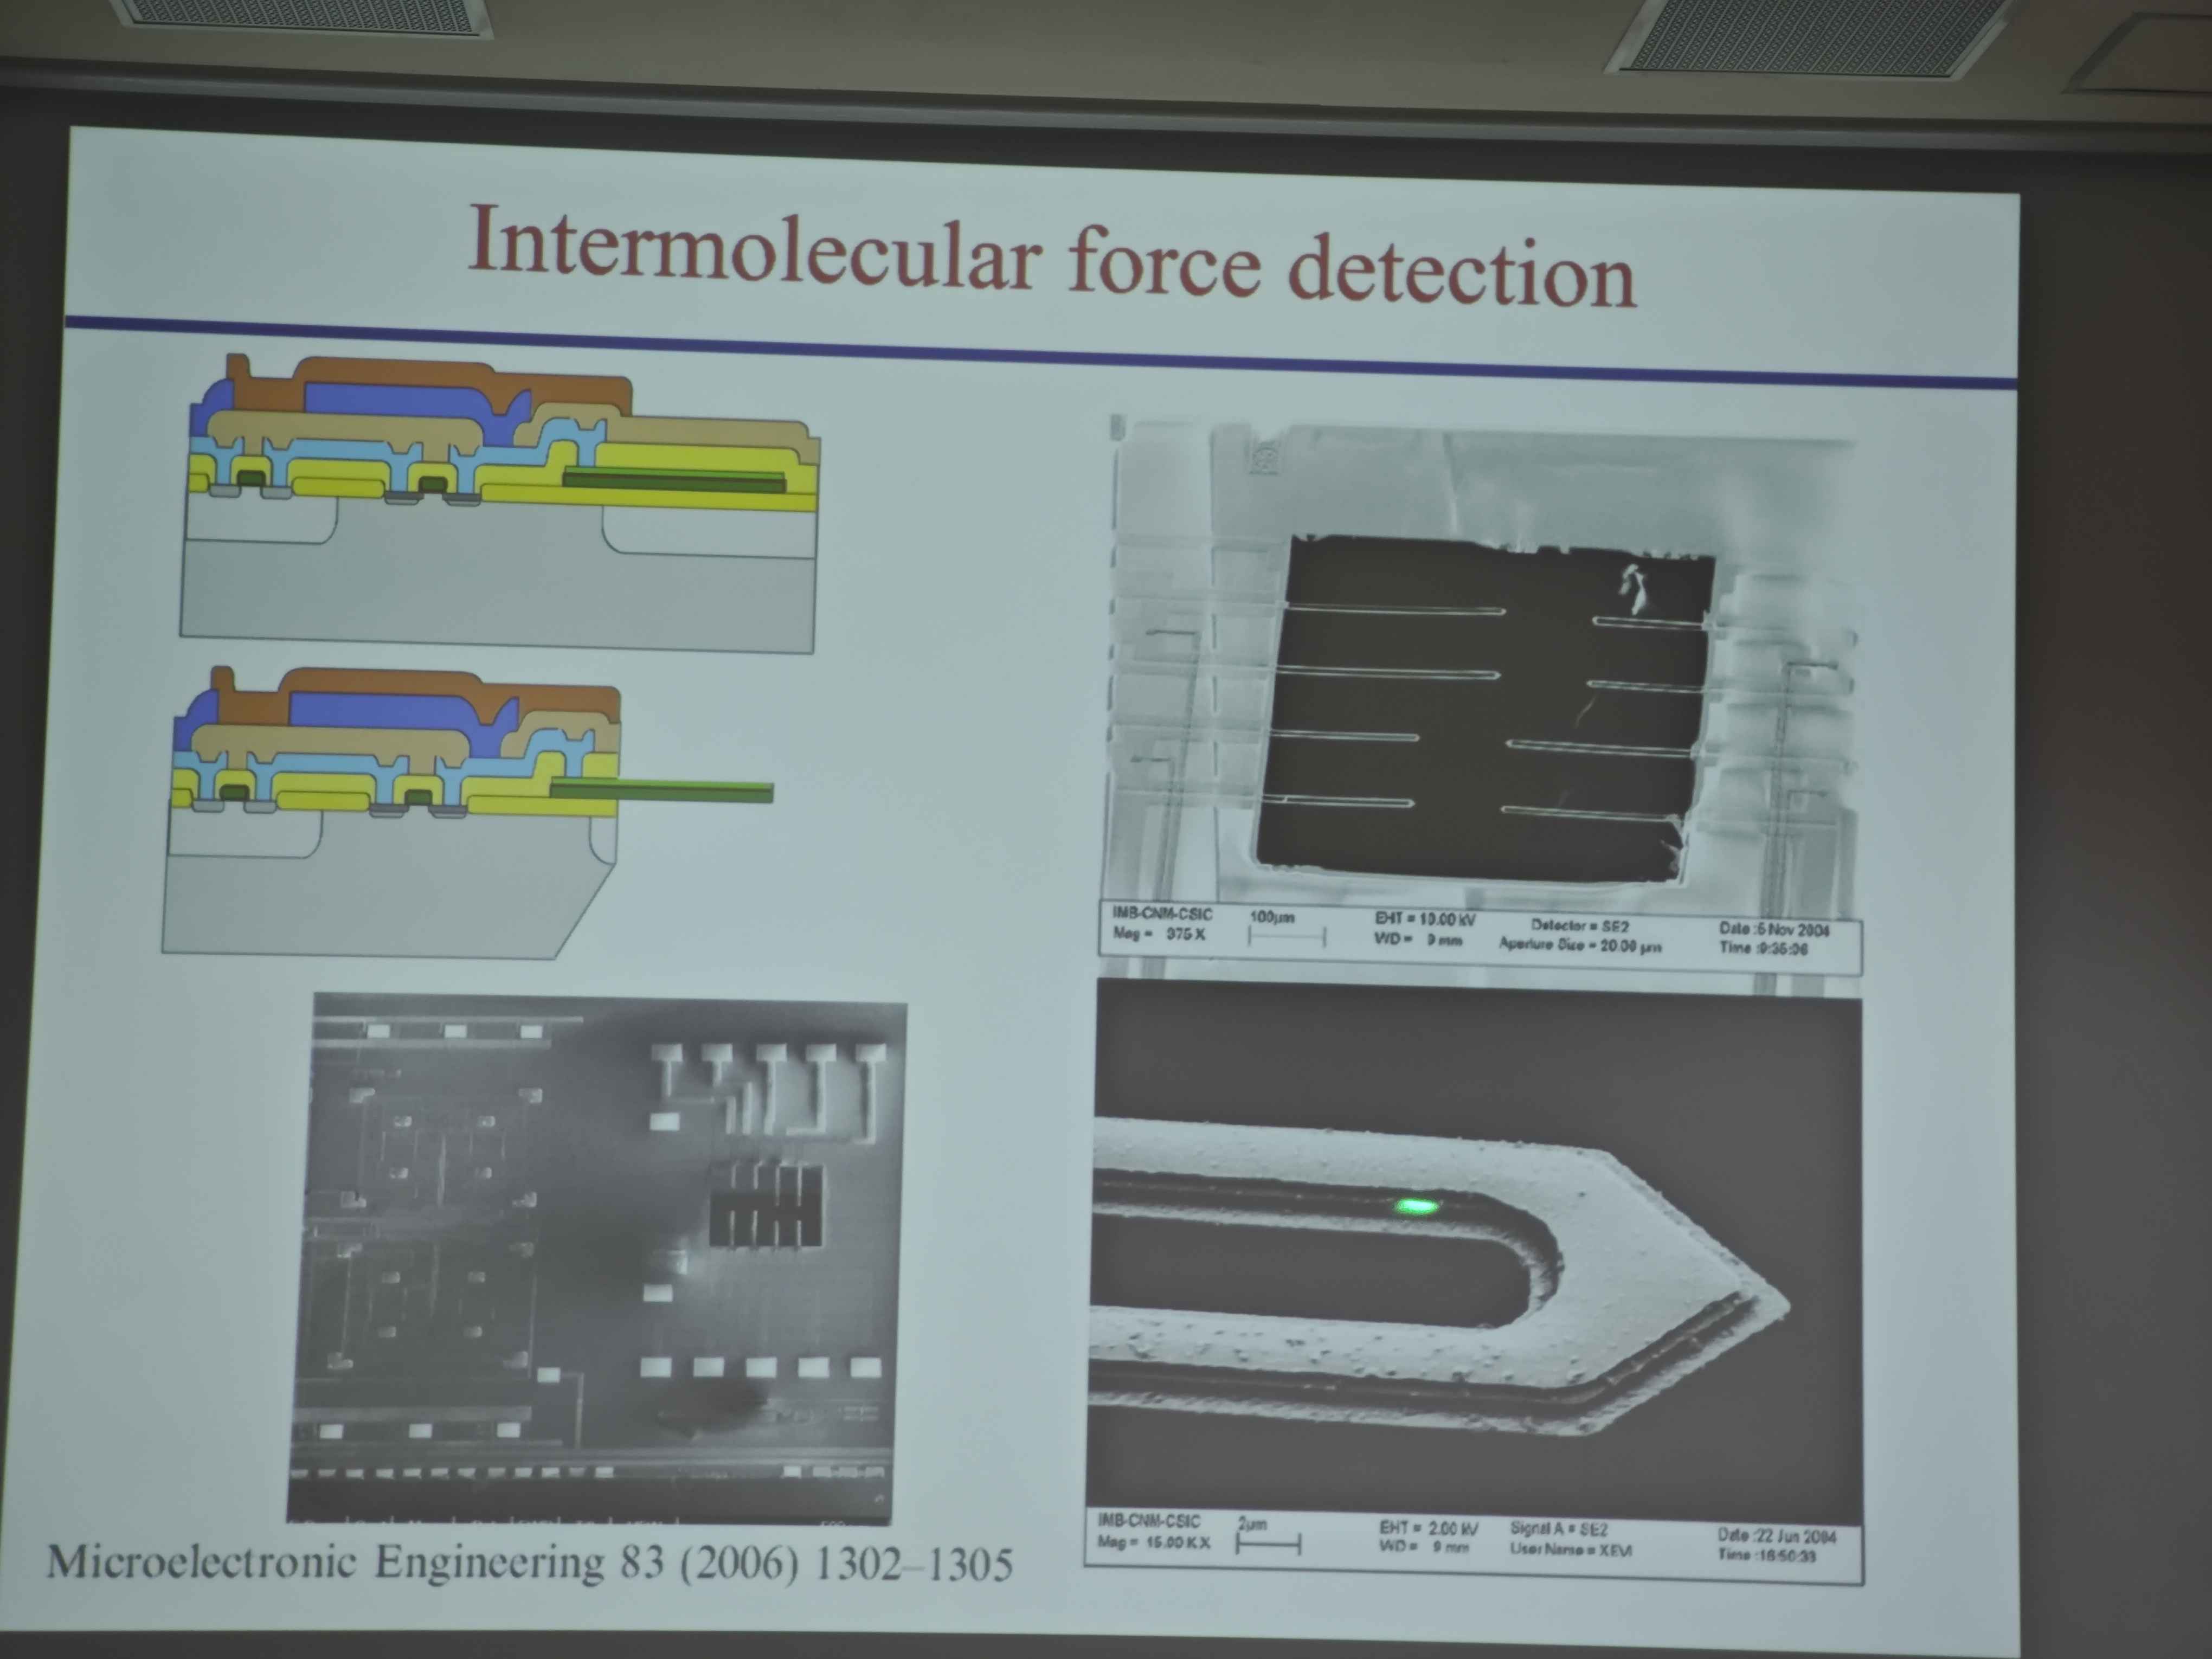 Intermolecular force detection
IMB-CNM-CSIC 100µm EHT = 10.00 kV Detector = SE2 Date :5 Nov 2004
Mag = 375 X WD = 9 mm Aperture Size = 20.00 µm Time :9:35:06
IMB-CNM-CSIC 2µm EHT = 2.00 kV Signal A = SE2 Date :22 Jun 2004
Mag = 15.00 K X WD = 9 mm User Name = XEVI Time :16:50:33
Microelectronic Engineering 83 (2006) 1302–1305